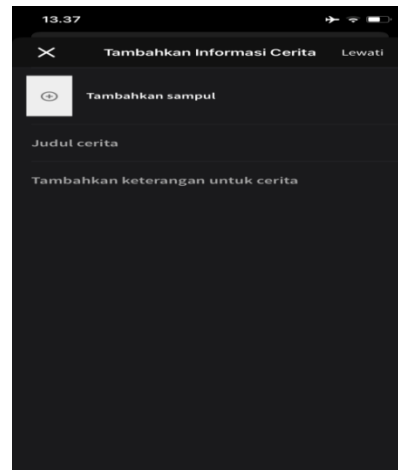 13.37
Tambahkan Informasi Cerita Lewati
Tambahkan sampul
Judul cerita
Tambahkan keterangan untuk cerita